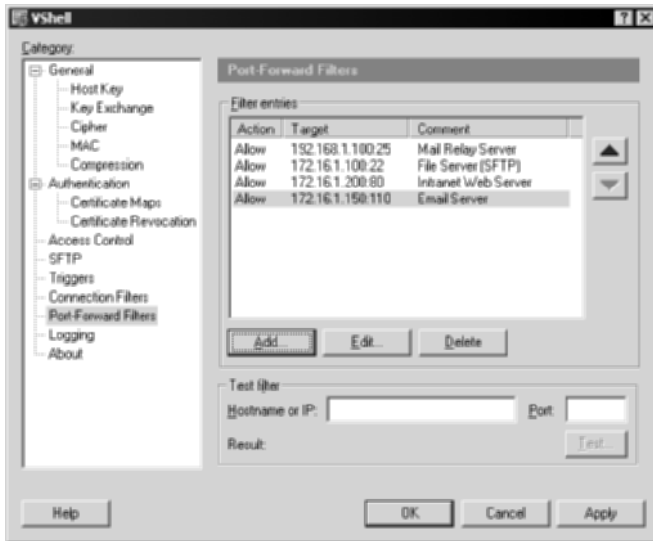 VShell
Category:
General
Host Key
Key Exchange
Cipher
MAC
Compression
Authentication
Certificate Maps
Certificate Revocation
Access Control
SFTP
Triggers
Connection Filters
Port-Forward Filters
Logging
About
Port-Forward Filters
Filter entries
Action Target Comment
Allow 192.168.1.100:25 Mail Relay Server
Allow 172.16.1.100:22 File Server (SFTP)
Allow 172.16.1.200:80 Intranet Web Server
Allow 172.16.1.150:110 Email Server
Add... Edit... Delete
Test filter
Hostname or IP: Port:
Result: Test...
Help OK Cancel Apply